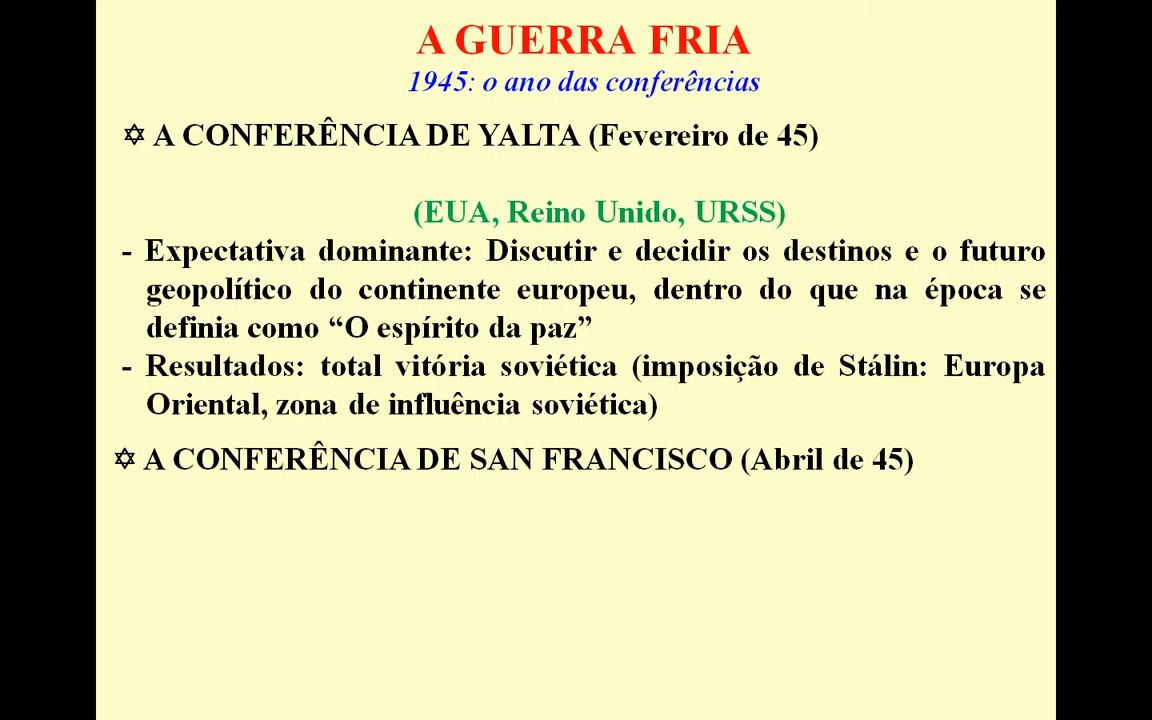 A GUERRA FRIA
1945: o ano das conferências
✡ A CONFERÊNCIA DE YALTA (Fevereiro de 45)
(EUA, Reino Unido, URSS)
- Expectativa dominante: Discutir e decidir os destinos e o futuro
geopolítico do continente europeu, dentro do que na época se
definia como “O espírito da paz”
- Resultados: total vitória soviética (imposição de Stálin: Europa
Oriental, zona de influência soviética)
✡ A CONFERÊNCIA DE SAN FRANCISCO (Abril de 45)